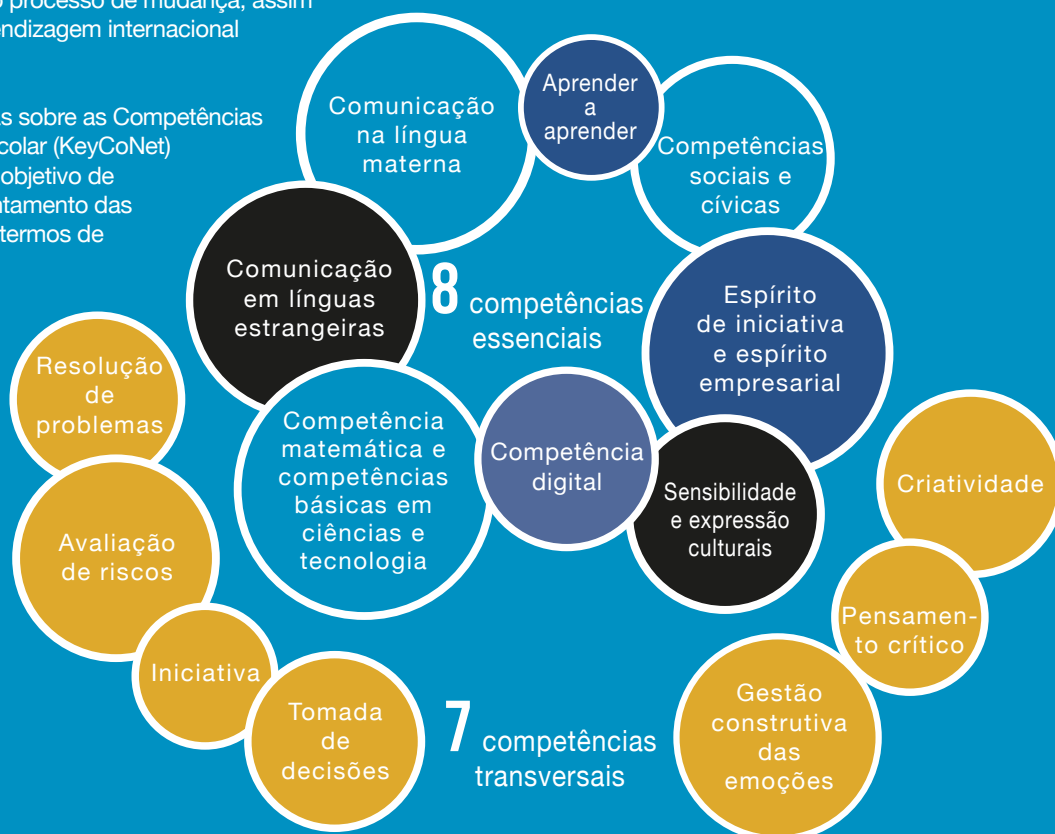 o processo de mudança, assim
endizagem internacional
as sobre as Competências
colar (KeyCoNet)
objetivo de
ntamento das
termos de
Comunicação
na língua
materna
Aprender
a
aprender
Competências
sociais e
cívicas
Comunicação
em línguas
estrangeiras
8 competências
essenciais
Espírito
de iniciativa
e espírito
empresarial
Competência
matemática e
competências
básicas em
ciências e
tecnologia
Competência
digital
Sensibilidade
e expressão
culturais
Resolução
de
problemas
Avaliação
de riscos
Iniciativa
Tomada
de
decisões
7 competências
transversais
Criatividade
Pensamen-
to crítico
Gestão
construtiva
das
emoções